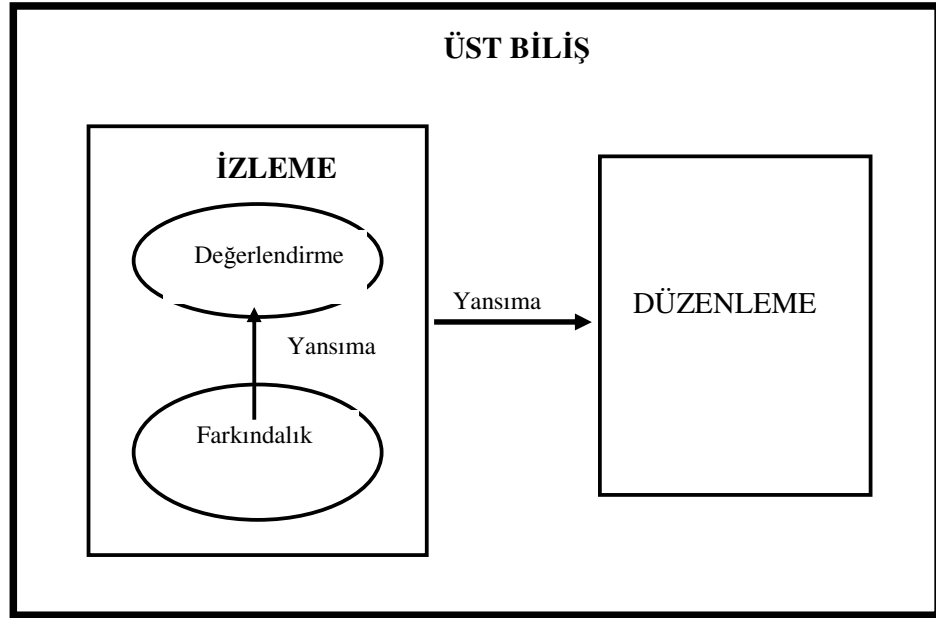 ÜST BİLİŞ
İZLEME
Değerlendirme
Yansıma
Farkındalık
Yansıma
DÜZENLEME